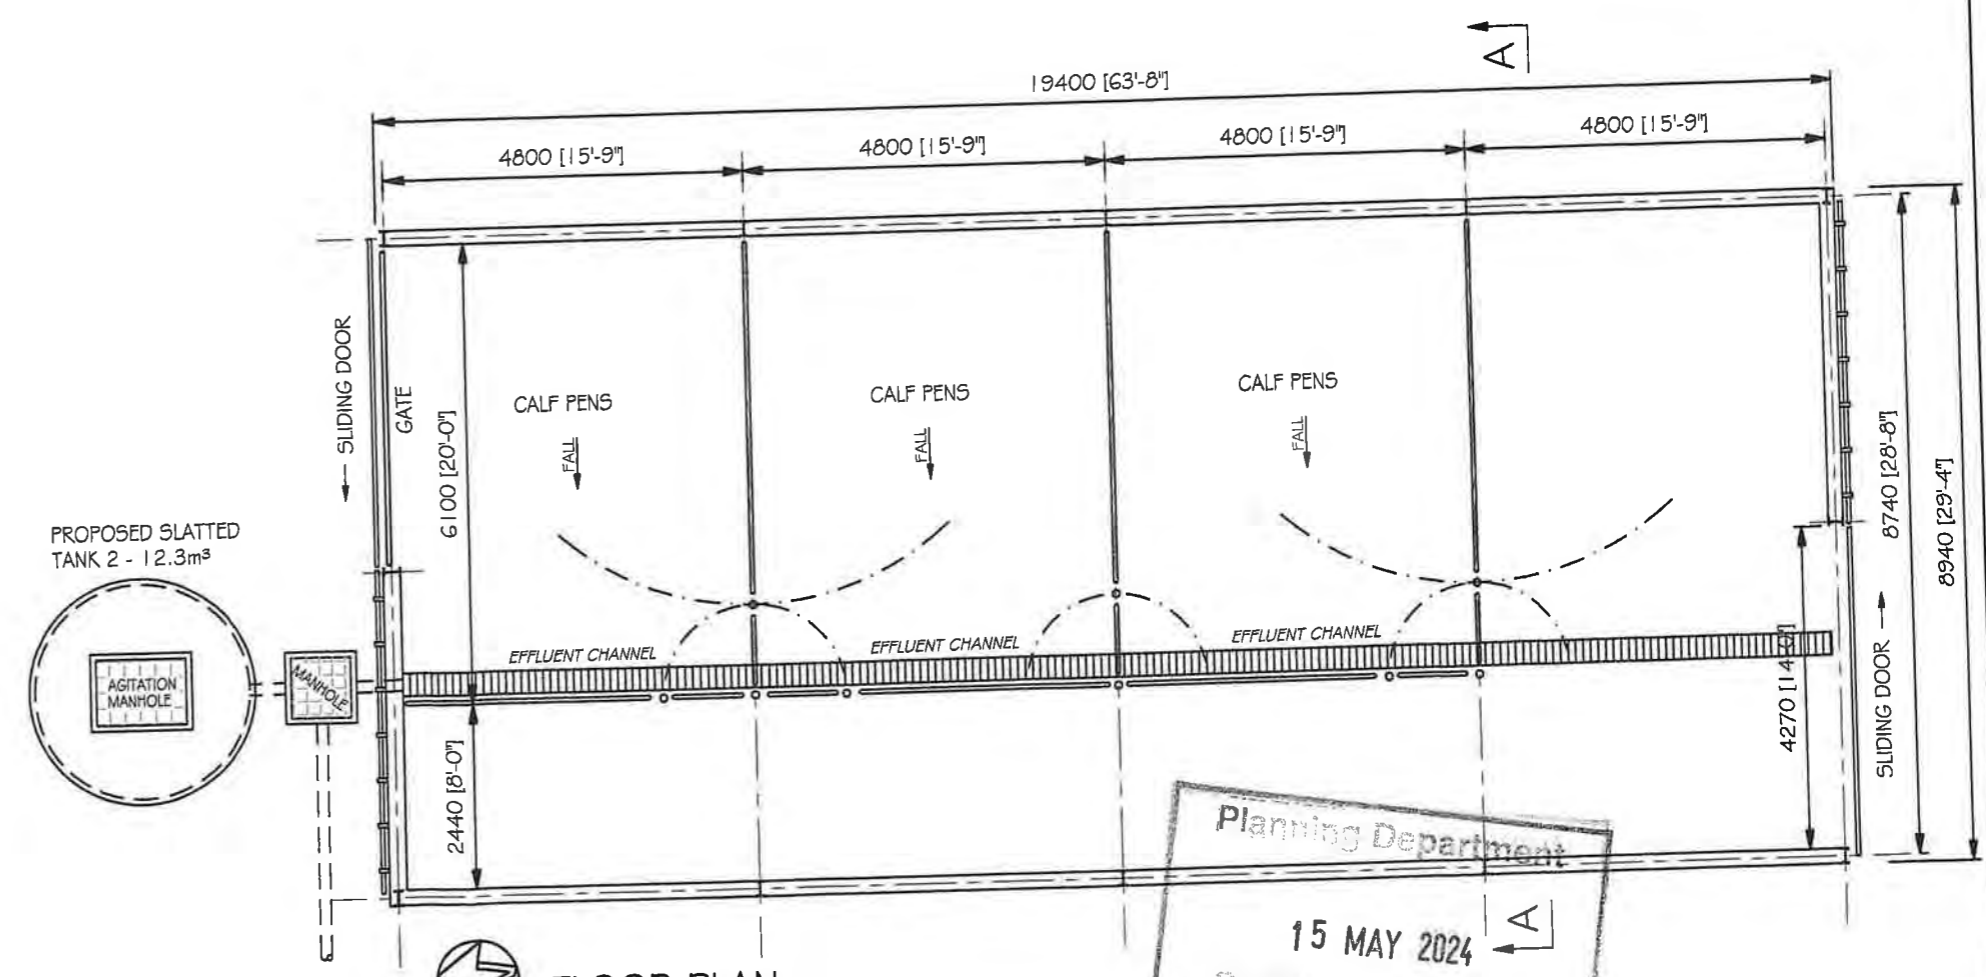 A
19400 [63'-8"]
4800 [15'-9"]
4800 [15'-9"]
4800 [15'-9"]
4800 [15'-9"]
SLIDING DOOR
GATE
6100 [20'-0"]
CALF PENS
FALL
CALF PENS
FALL
CALF PENS
FALL
8740 [28'-8"]
8940 [29'-4"]
PROPOSED SLATTED
TANK 2 - 12.3m³
AGITATION
MANHOLE
MANHOLE
EFFLUENT CHANNEL
EFFLUENT CHANNEL
EFFLUENT CHANNEL
2440 [8'-0"]
4270
SLIDING DOOR
Planning Department
15 MAY 2024
A
FLOOR PLAN